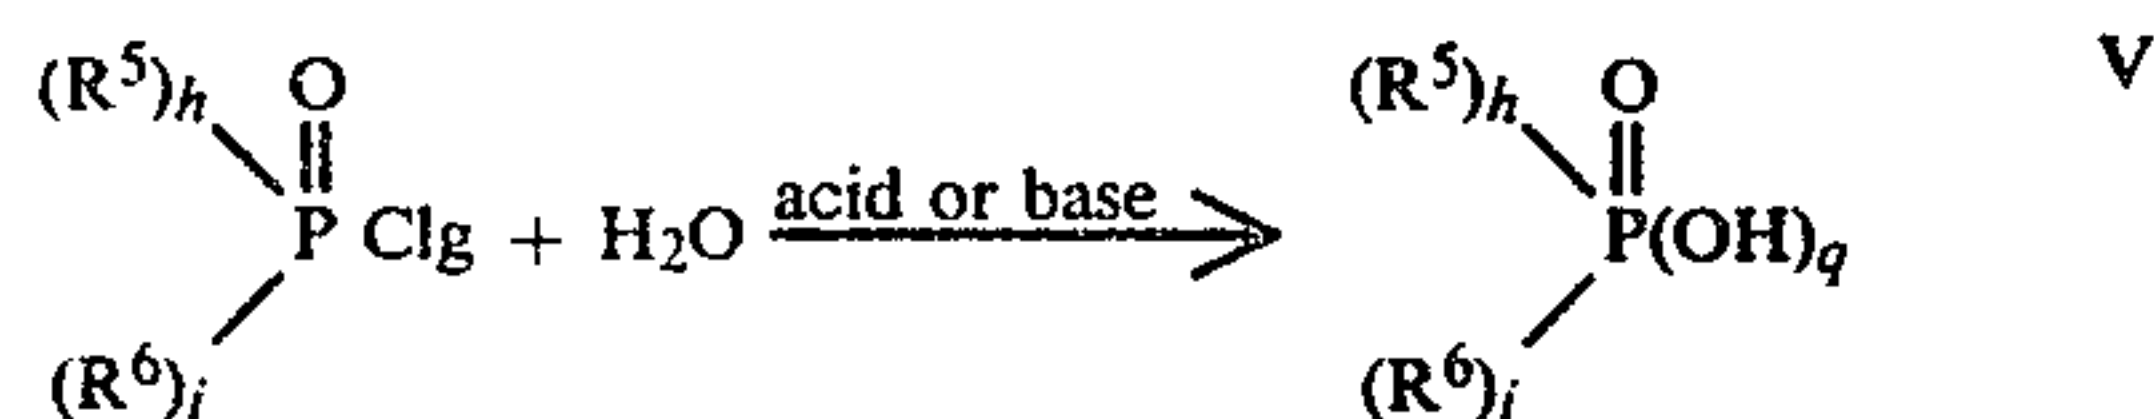 (R⁵)ₕ O (R⁵)ₕ O V
P Clg + H₂O acid or base P(OH)q
(R⁶)ᵢ (R⁶)ᵢ